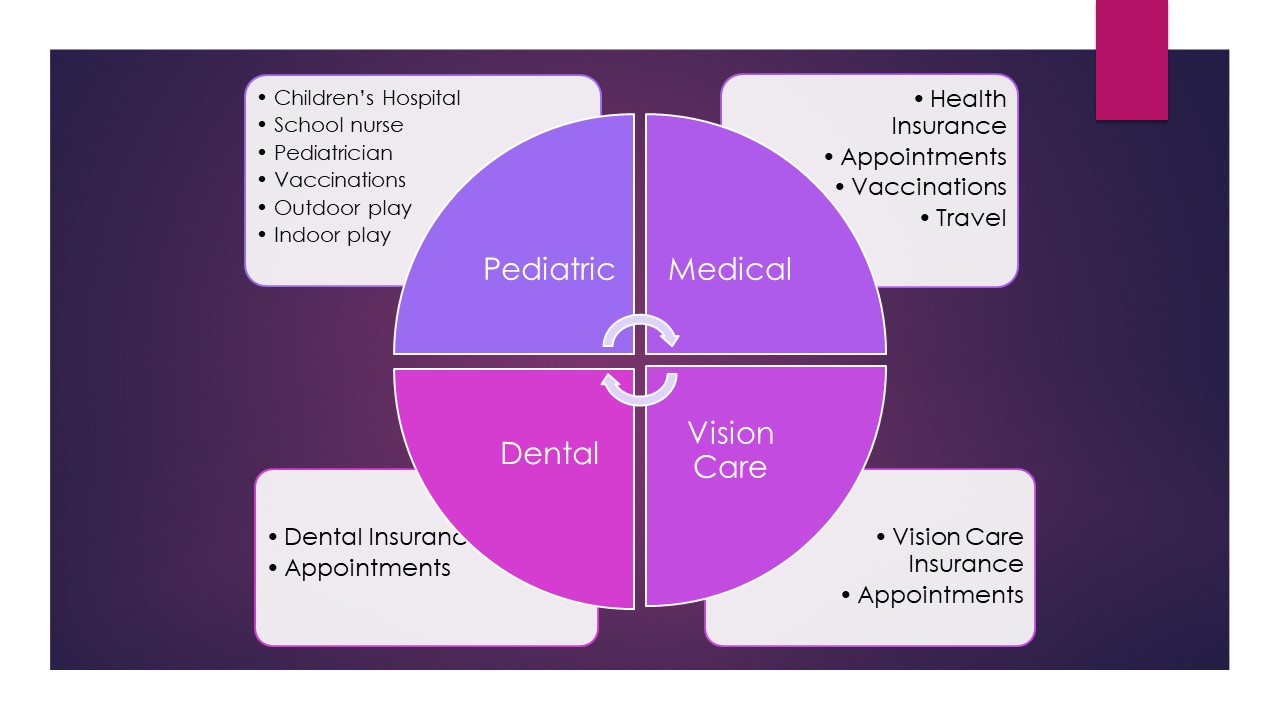 • Children’s Hospital
• School nurse
• Pediatrician
• Vaccinations
• Outdoor play
• Indoor play
• Health
Insurance
• Appointments
• Vaccinations
• Travel
Pediatric
Medical
Dental
Vision
Care
• Dental Insuranc
• Appointments
• Vision Care
Insurance
• Appointments